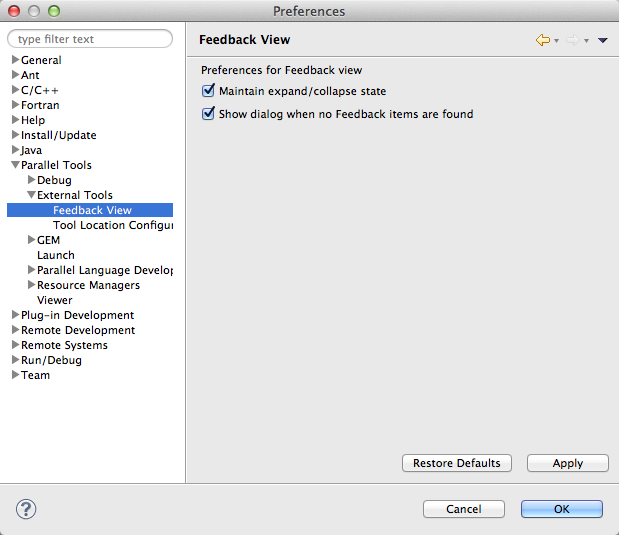 Preferences
type filter text
General
Ant
C/C++
Fortran
Help
Install/Update
Java
Parallel Tools
Debug
External Tools
Feedback View
Tool Location Configur
GEM
Launch
Parallel Language Develop
Resource Managers
Viewer
Plug-in Development
Remote Development
Remote Systems
Run/Debug
Team
Feedback View
Preferences for Feedback view
Maintain expand/collapse state
Show dialog when no Feedback items are found
Restore Defaults Apply
? Cancel OK